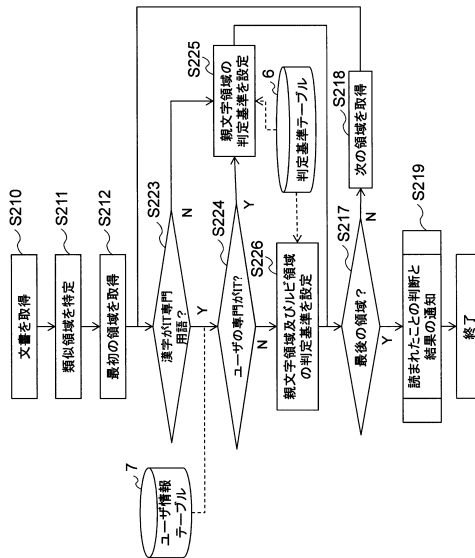 S210
文書を取得
S211
類似領域を特定
S212
最初の領域を取得
S223
漢字がIT専門
用語?
N
Y
7
ユーザ情報
テーブル
S224
ユーザの専門がIT?
Y
N
S225
親文字領域の
判定基準を設定
6
判定基準テーブル
S226
親文字領域及びルビ領域
の判定基準を設定
S217
最後の領域?
N
Y
S218
次の領域を取得
S219
読まれたことの判断と
結果の通知
終了